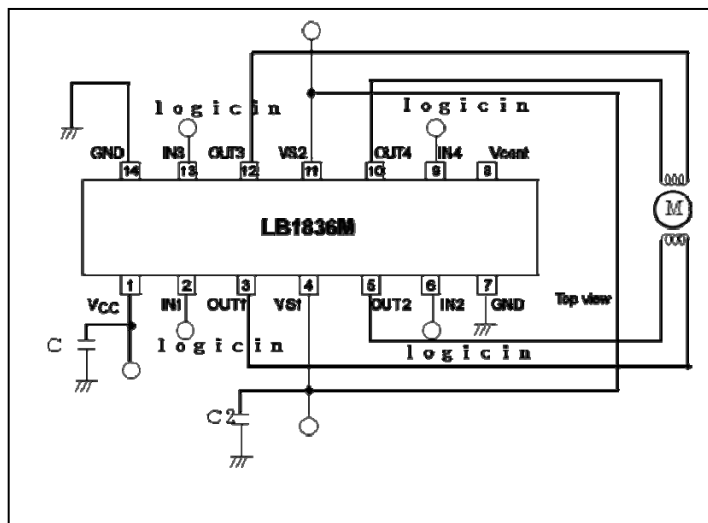 logicin logicin
GND IN3 OUT3 VS2 OUT4 IN4 Vcont
14 13 12 11 10 9 8
M
LB1836M
1 2 3 4 5 6 7
VCC IN1 OUT1 VS1 OUT2 IN2 GND Top view
C logicin logicin
C2